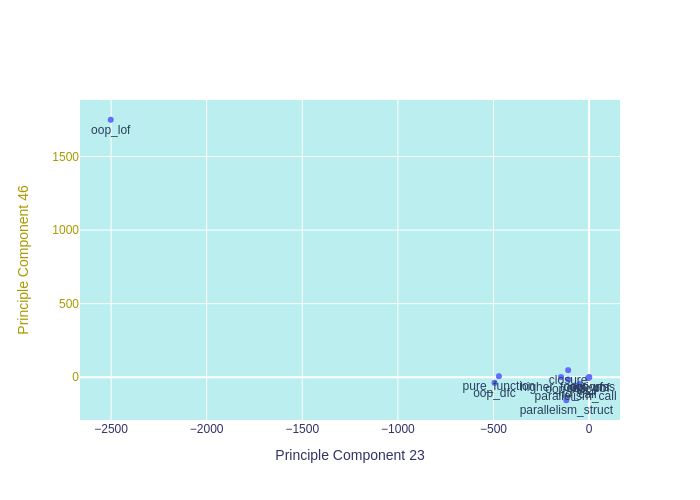 oop_lof
1500
1000
500
0
closure
pure_function
oop_dfc
parallelism_call
parallelism_struct
−2500
−2000
−1500
−1000
−500
0
Principle Component 23
Principle Component 46